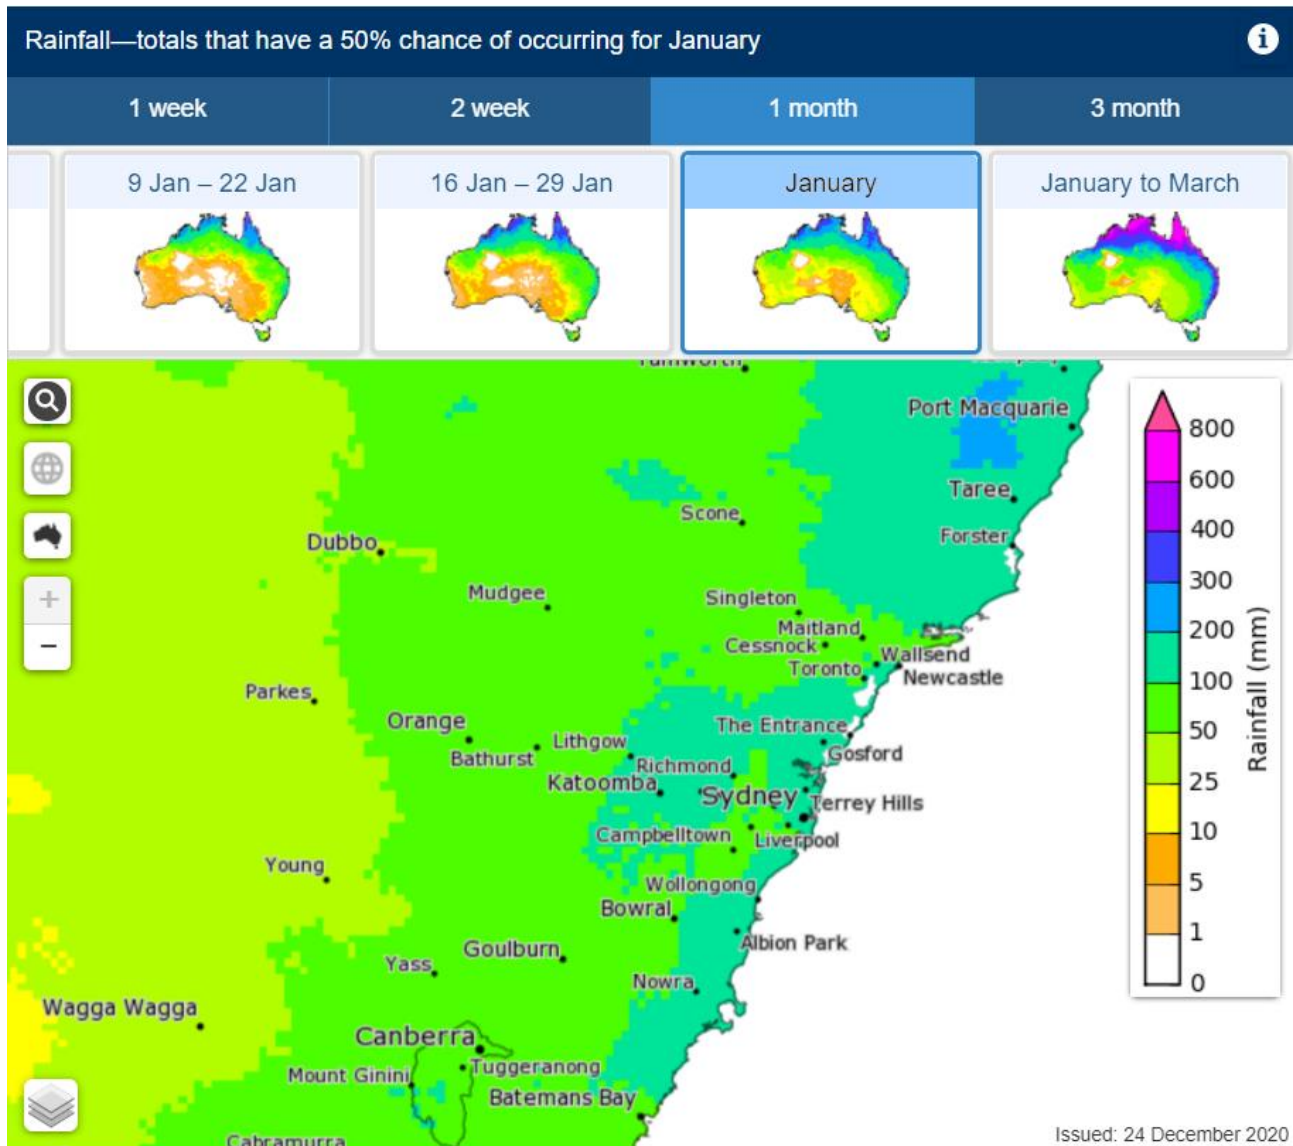 Rainfall—totals that have a 50% chance of occurring for January
1 week
2 week
1 month
3 month
9 Jan – 22 Jan
16 Jan – 29 Jan
January
January to March
Tamworth
Port Macquarie
Taree
Scone
Forster
Dubbo
Mudgee
Singleton
Maitland
Cessnock
Wallsend
Toronto
Newcastle
Parkes
Orange
The Entrance
Bathurst
Lithgow
Gosford
Richmond
Katoomba
Sydney
Terrey Hills
Campbelltown
Liverpool
Young
Wollongong
Bowral
Albion Park
Goulburn
Yass
Nowra
Wagga Wagga
Canberra
Tuggeranong
Mount Ginini
Batemans Bay
Cabramurra
800
600
400
300
200
100
50
25
10
5
1
0
Rainfall (mm)
+
−
Issued: 24 December 2020